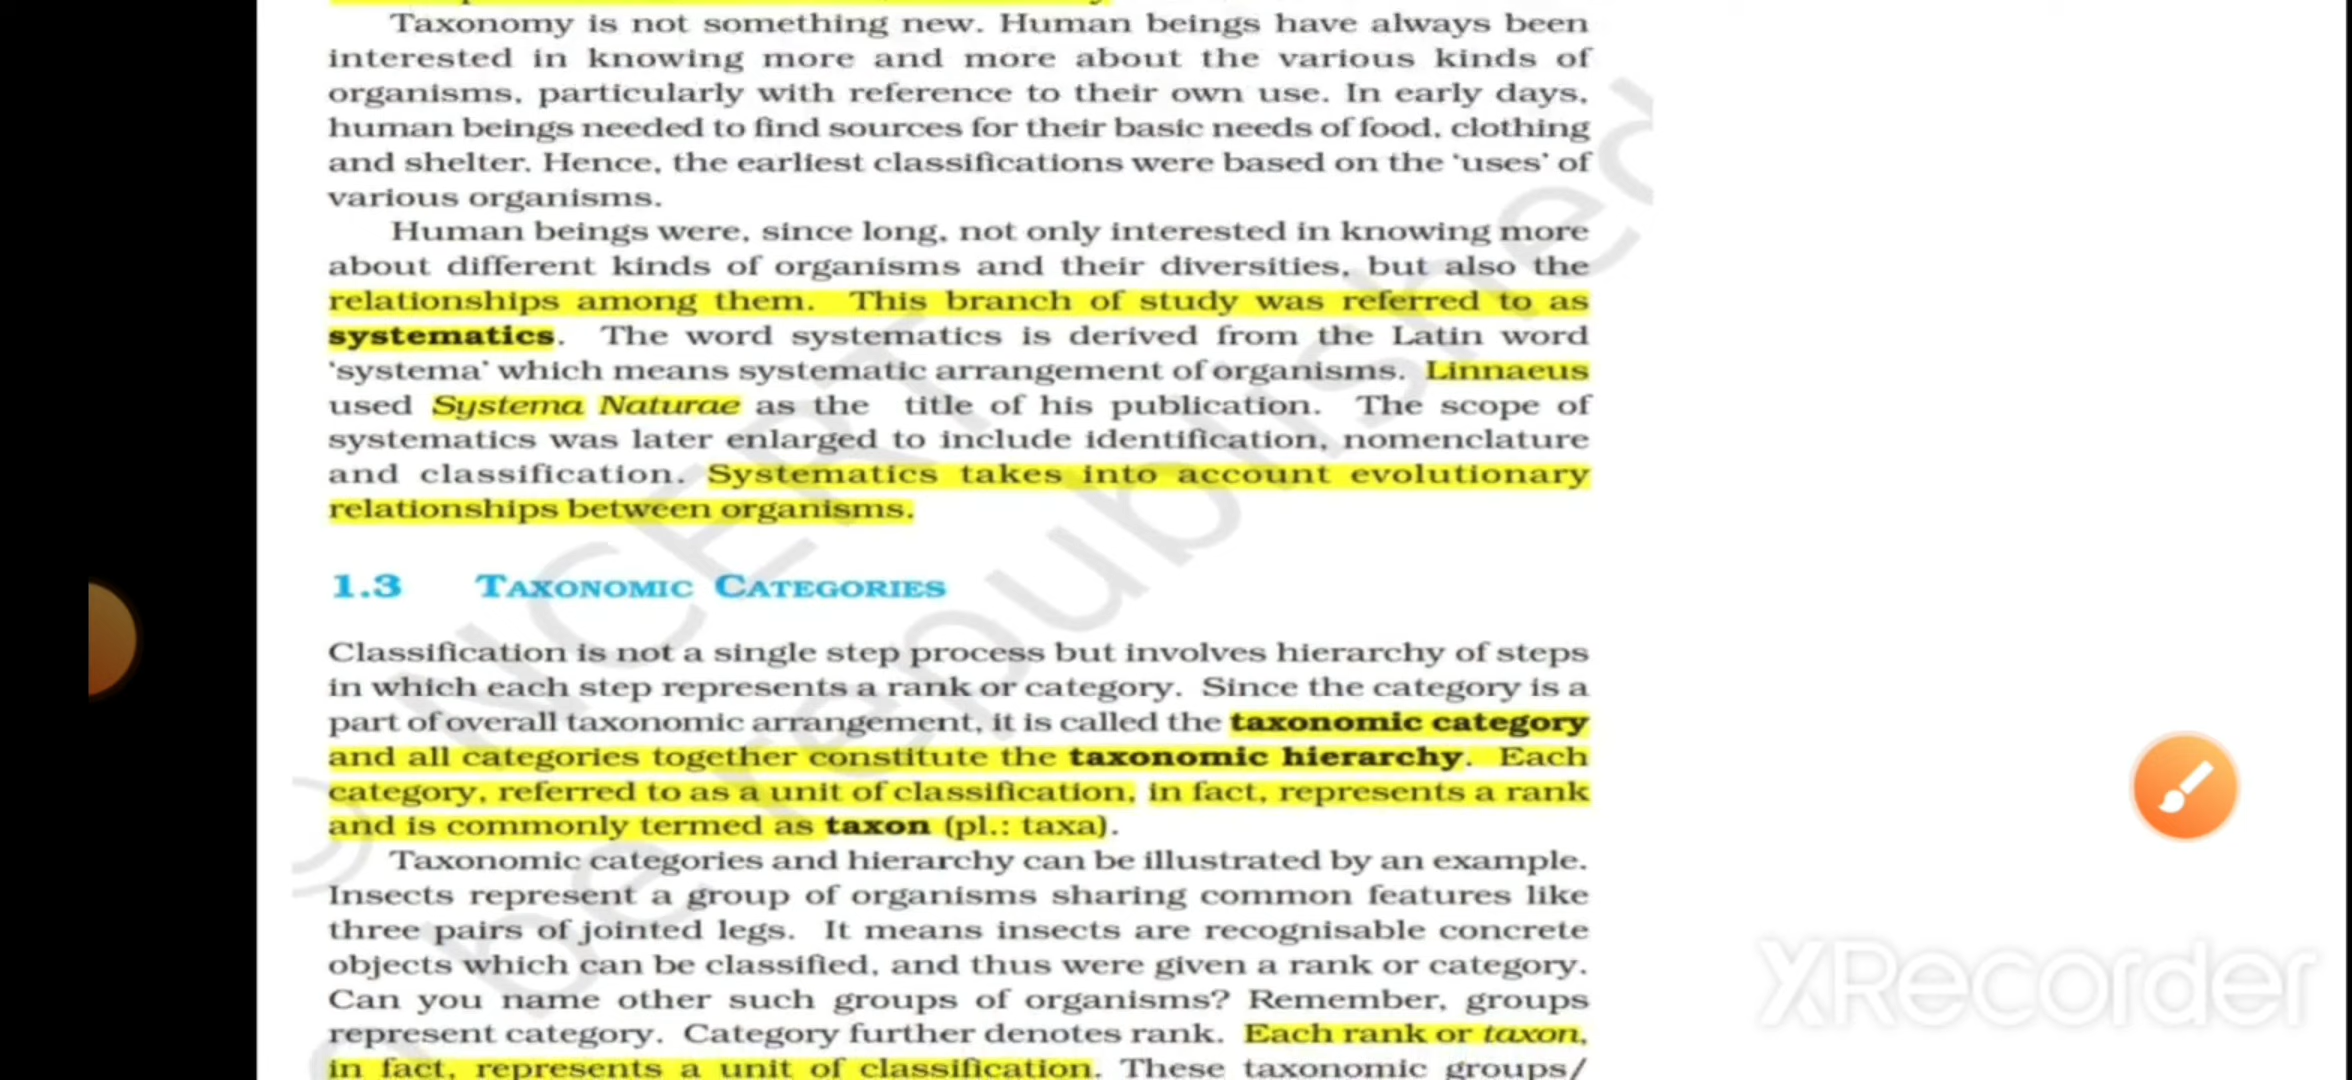 Taxonomy is not something new. Human beings have always been
interested in knowing more and more about the various kinds of
organisms, particularly with reference to their own use. In early days,
human beings needed to find sources for their basic needs of food, clothing
and shelter. Hence, the earliest classifications were based on the ‘uses’ of
various organisms.
Human beings were, since long, not only interested in knowing more
about different kinds of organisms and their diversities, but also the
relationships among them. This branch of study was referred to as
systematics. The word systematics is derived from the Latin word
‘systema’ which means systematic arrangement of organisms. Linnaeus
used Systema Naturae as the title of his publication. The scope of
systematics was later enlarged to include identification, nomenclature
and classification. Systematics takes into account evolutionary
relationships between organisms.
1.3 TAXONOMIC CATEGORIES
Classification is not a single step process but involves hierarchy of steps
in which each step represents a rank or category. Since the category is a
part of overall taxonomic arrangement, it is called the taxonomic category
and all categories together constitute the taxonomic hierarchy. Each
category, referred to as a unit of classification, in fact, represents a rank
and is commonly termed as taxon (pl.: taxa).
Taxonomic categories and hierarchy can be illustrated by an example.
Insects represent a group of organisms sharing common features like
three pairs of jointed legs. It means insects are recognisable concrete
objects which can be classified, and thus were given a rank or category.
Can you name other such groups of organisms? Remember, groups
represent category. Category further denotes rank. Each rank or taxon,
in fact, represents a unit of classification. These taxonomic groups/
© NCERT
be republished
XRecorder